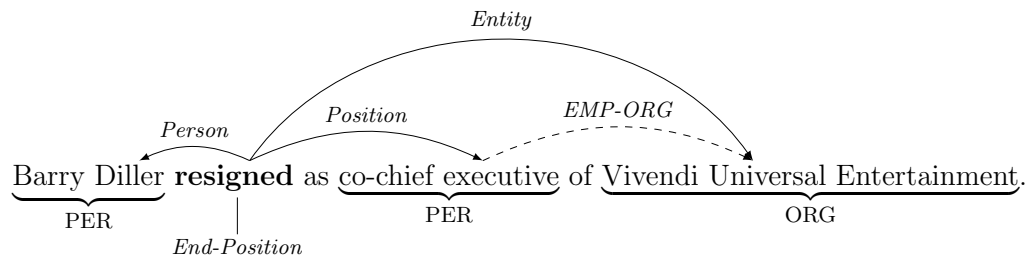 Entity
EMP-ORG
Position
Person
Barry Diller resigned as co-chief executive of Vivendi Universal Entertainment.
PER PER ORG
End-Position